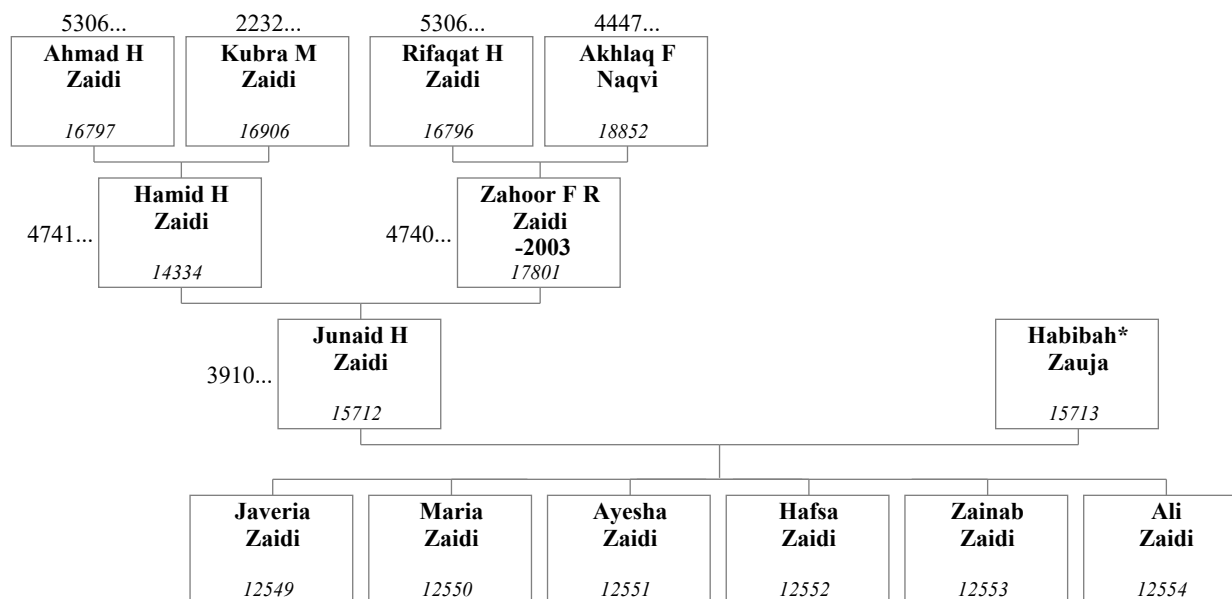 5306...
2232...
5306...
4447...
Ahmad H
Zaidi
16797
Kubra M
Zaidi
16906
Rifaqat H
Zaidi
16796
Akhlaq F
Naqvi
18852
4741...
Hamid H
Zaidi
14334
4740...
Zahoor F R
Zaidi
-2003
17801
3910...
Junaid H
Zaidi
15712
Habibah*
Zauja
15713
Javeria
Zaidi
12549
Maria
Zaidi
12550
Ayesha
Zaidi
12551
Hafsa
Zaidi
12552
Zainab
Zaidi
12553
Ali
Zaidi
12554